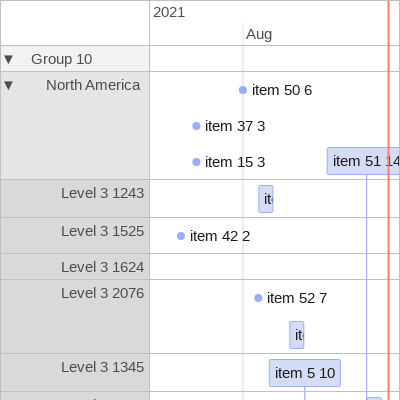 2021
Aug
▼ Group 10
▼ North America
item 50 6
item 37 3
item 15 3
item 51 14
Level 3 1243
it
Level 3 1525
item 42 2
Level 3 1624
Level 3 2076
item 52 7
it
Level 3 1345
item 5 10